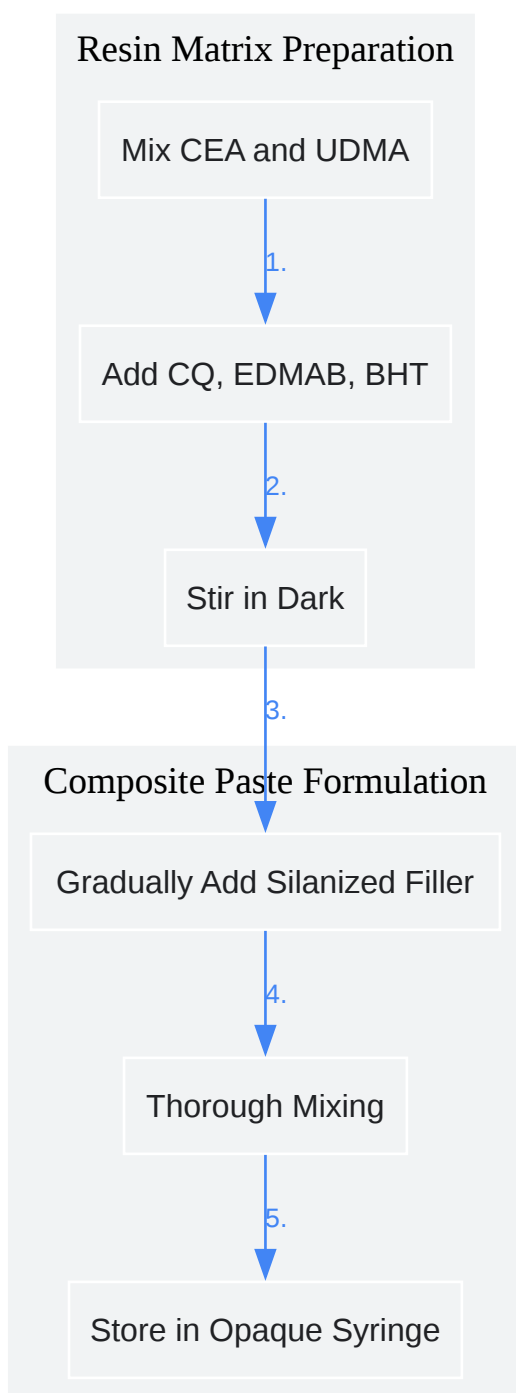 Resin Matrix Preparation
Mix CEA and UDMA
1.
Add CQ, EDMAB, BHT
2.
Stir in Dark
3.
Composite Paste Formulation
Gradually Add Silanized Filler
4.
Thorough Mixing
5.
Store in Opaque Syringe